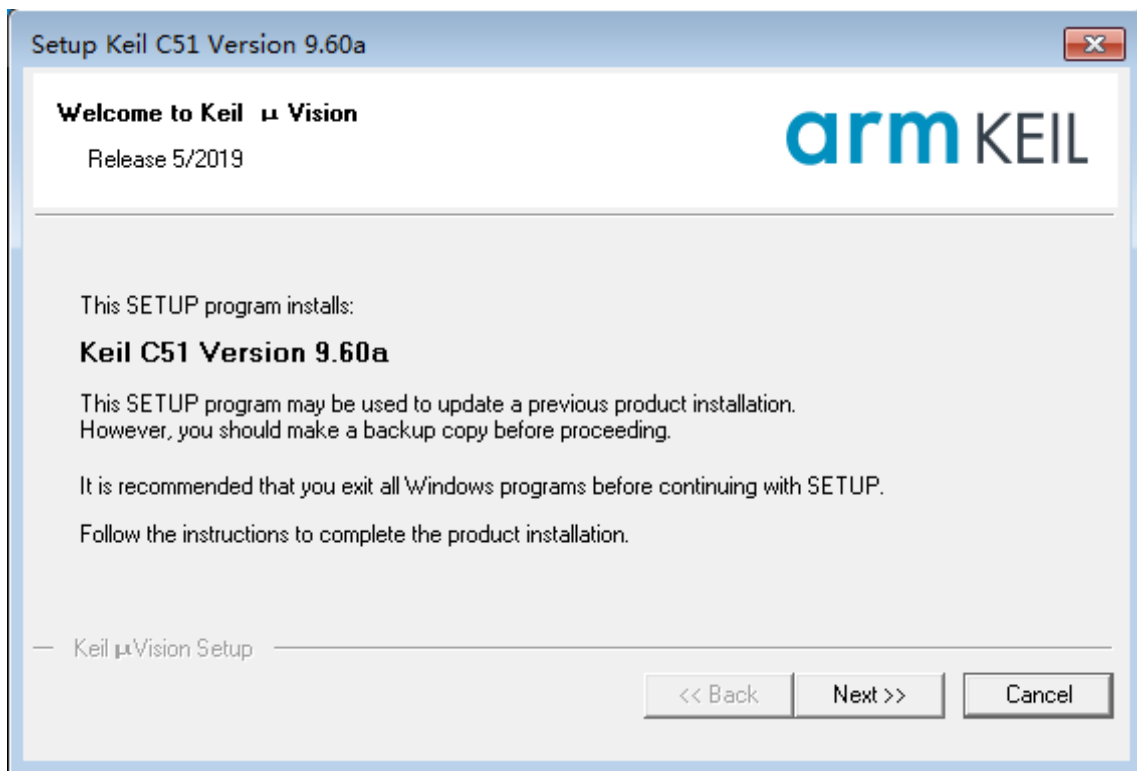 Setup Keil C51 Version 9.60a
Welcome to Keil μ Vision
Release 5/2019
arm KEIL
This SETUP program installs:
Keil C51 Version 9.60a
This SETUP program may be used to update a previous product installation.
However, you should make a backup copy before proceeding.
It is recommended that you exit all Windows programs before continuing with SETUP.
Follow the instructions to complete the product installation.
Keil μVision Setup
<< Back Next >> Cancel